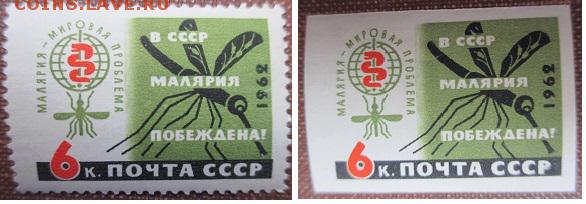 COINS.ЛАВЕ.RU
МАЛЯРИЯ – МИРОВАЯ ПРОБЛЕМА
В СССР
МАЛЯРИЯ
1962
ПОБЕЖДЕНА!
6 К. ПОЧТА СССР
МАЛЯРИЯ – МИРОВАЯ ПРОБЛЕМА
В СССР
МАЛЯРИЯ
1962
ПОБЕЖДЕНА!
6 К. ПОЧТА СССР